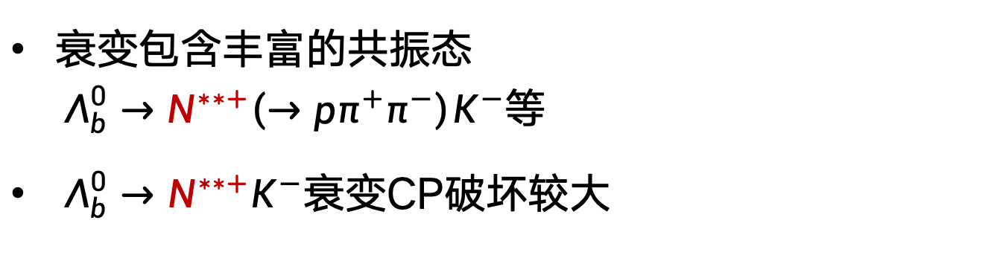 • 衰变包含丰富的共振态
Λ_b^0 → N**+ (→ pπ+π−) K− 等
• Λ_b^0 → N**+ K− 衰变CP破坏较大